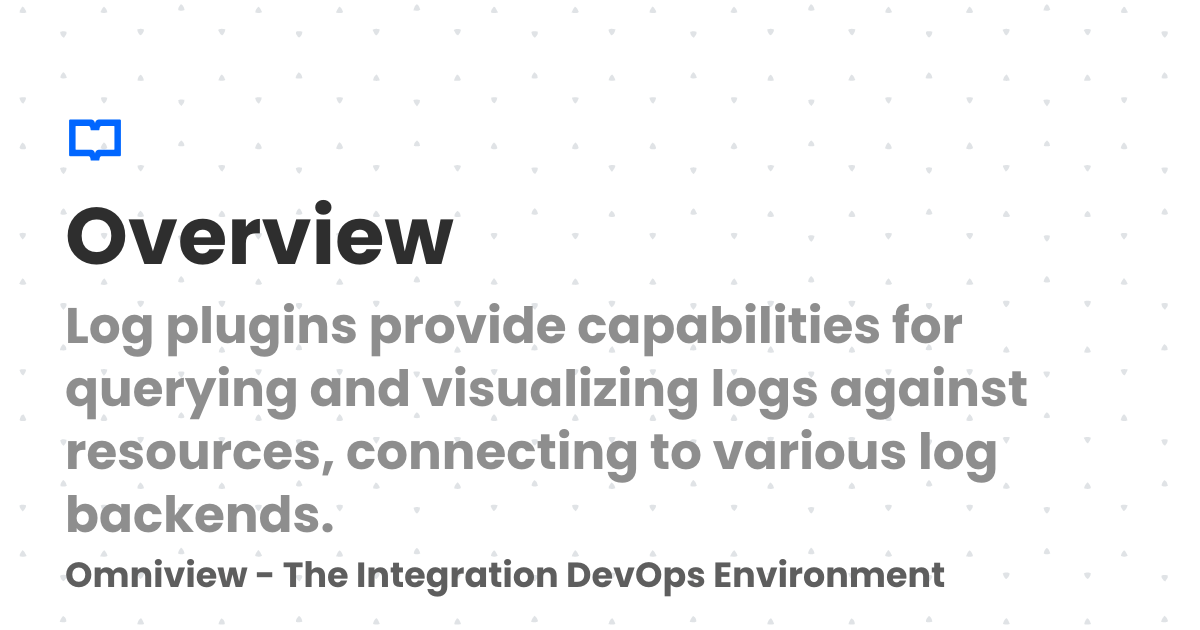 Overview
Log plugins provide capabilities for
querying and visualizing logs against
resources, connecting to various log
backends.
Omniview - The Integration DevOps Environment